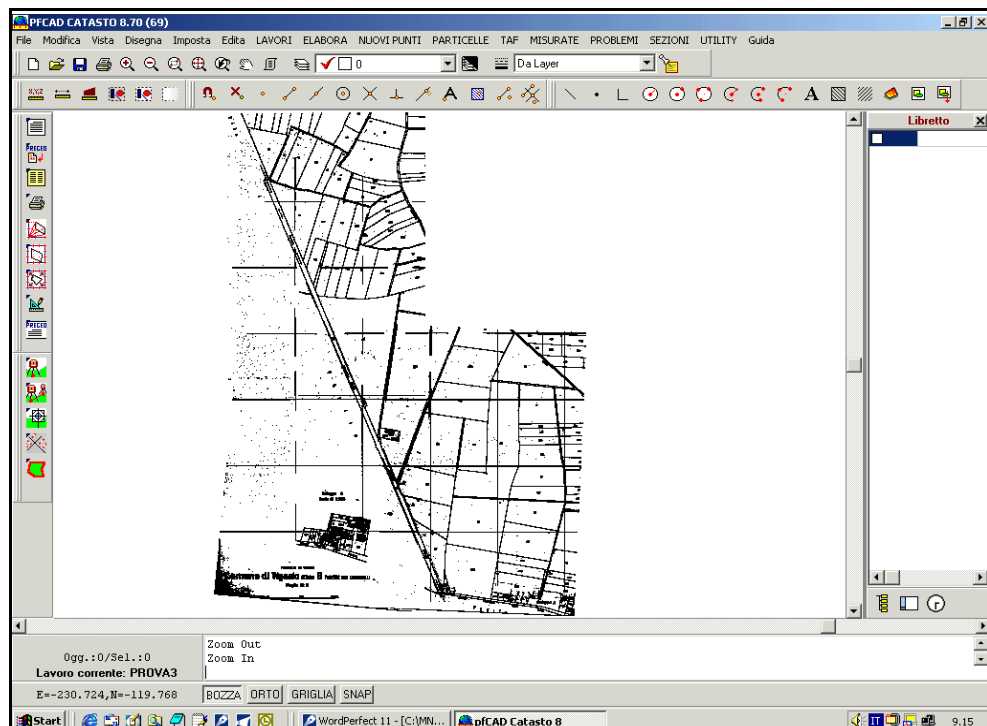 PFCAD CATASTO 8.70 (69)
File Modifica Vista Disegna Imposta Edita LAVORI ELABORA NUOVI PUNTI PARTICELLE TAF MISURATE PROBLEMI SEZIONI UTILITY Guida
0 Da Layer
X,Y,Z A A
Libretto
PREGEO
PREGEO
Zoom Out
Zoom In
Ogg.:0/Sel.:0
Lavoro corrente: PROVA3
E=-230.724,N=-119.768 BOZZA ORTO GRIGLIA SNAP
Start WordPerfect 11 - [C:\MN... pfCAD Catasto 8 IT 9.15